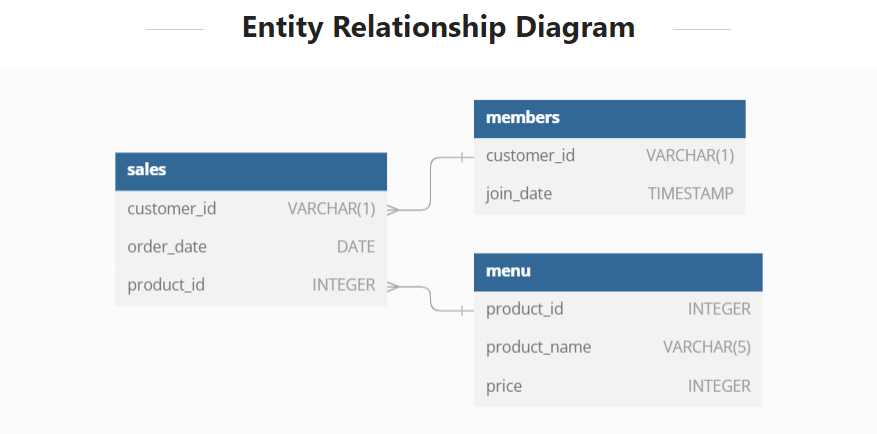 Entity Relationship Diagram
members
customer_id VARCHAR(1)
join_date TIMESTAMP
sales
customer_id VARCHAR(1)
order_date DATE
product_id INTEGER
menu
product_id INTEGER
product_name VARCHAR(5)
price INTEGER